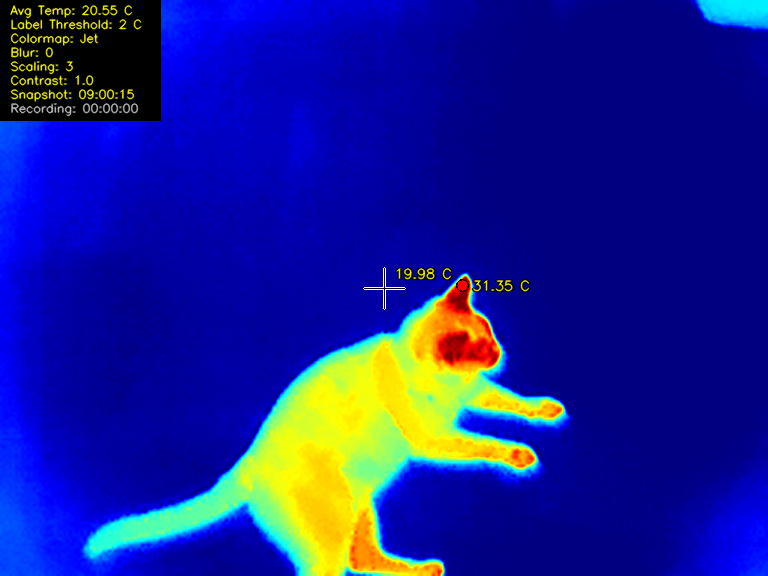 Avg Temp: 20.55 C
Label Threshold: 2 C
Colormap: Jet
Blur: 0
Scaling: 3
Contrast: 1.0
Snapshot: 09:00:15
Recording: 00:00:00
19.98 C
31.35 C